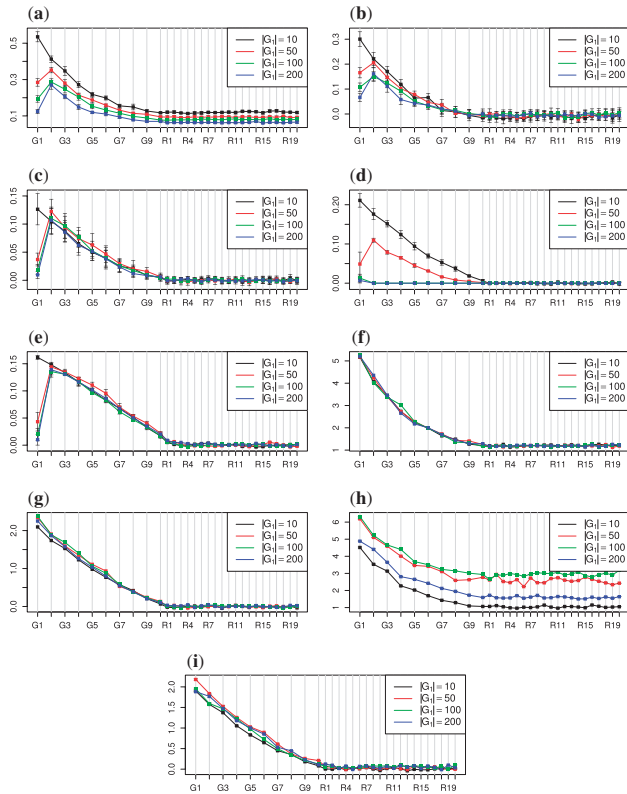 (a)
0.5
0.3
0.1
|G1| = 10
|G1| = 50
|G1| = 100
|G1| = 200
G1 G3 G5 G7 G9 R1 R4 R7 R11 R15 R19
(b)
0.3
0.2
0.1
0.0
|G1| = 10
|G1| = 50
|G1| = 100
|G1| = 200
G1 G3 G5 G7 G9 R1 R4 R7 R11 R15 R19
(c)
0.15
0.10
0.05
0.00
|G1| = 10
|G1| = 50
|G1| = 100
|G1| = 200
G1 G3 G5 G7 G9 R1 R4 R7 R11 R15 R19
(d)
0.20
0.15
0.10
0.05
0.00
|G1| = 10
|G1| = 50
|G1| = 100
|G1| = 200
G1 G3 G5 G7 G9 R1 R4 R7 R11 R15 R19
(e)
0.15
0.10
0.05
0.00
|G1| = 10
|G1| = 50
|G1| = 100
|G1| = 200
G1 G3 G5 G7 G9 R1 R4 R7 R11 R15 R19
(f)
5
4
3
2
1
|G1| = 10
|G1| = 50
|G1| = 100
|G1| = 200
G1 G3 G5 G7 G9 R1 R4 R7 R11 R15 R19
(g)
2.0
1.0
0.0
|G1| = 10
|G1| = 50
|G1| = 100
|G1| = 200
G1 G3 G5 G7 G9 R1 R4 R7 R11 R15 R19
(h)
6
5
4
3
2
1
|G1| = 10
|G1| = 50
|G1| = 100
|G1| = 200
G1 G3 G5 G7 G9 R1 R4 R7 R11 R15 R19
(i)
2.0
1.5
1.0
0.5
0.0
|G1| = 10
|G1| = 50
|G1| = 100
|G1| = 200
G1 G3 G5 G7 G9 R1 R4 R7 R11 R15 R19